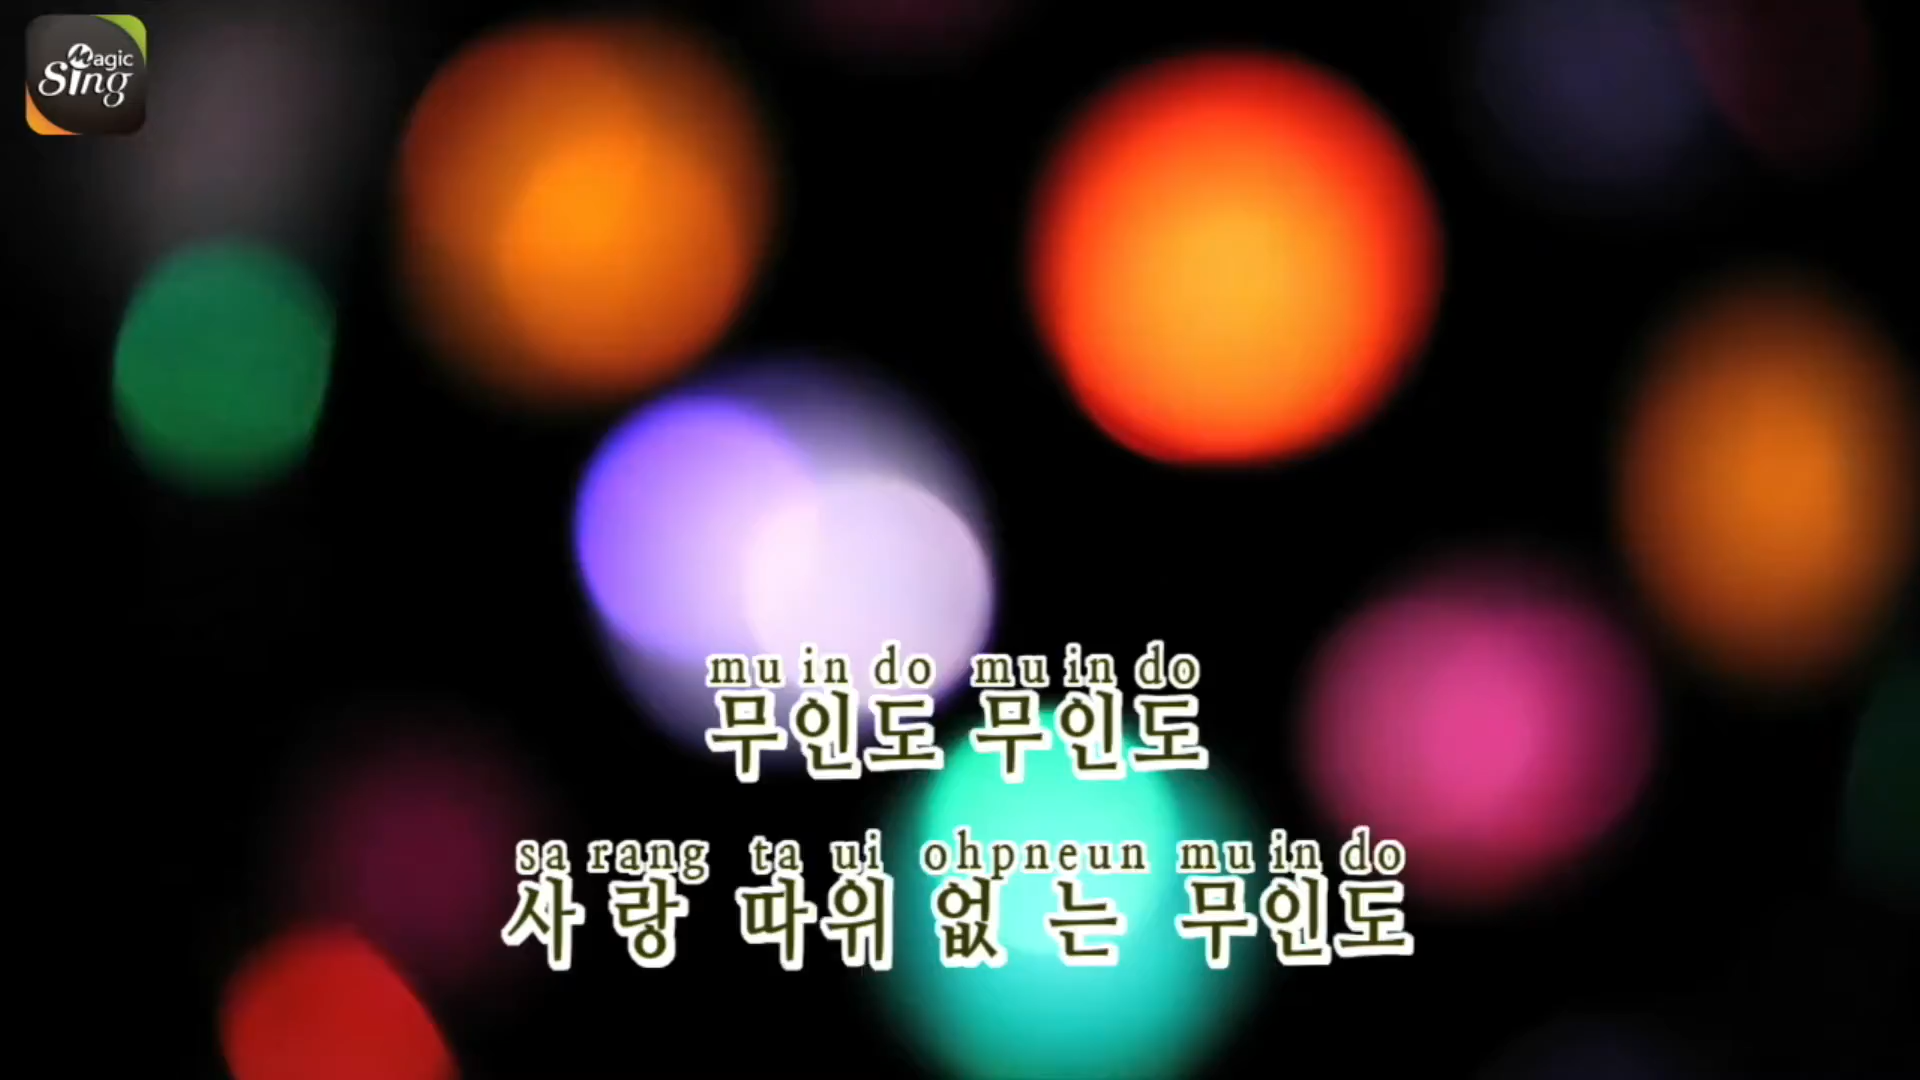 Magic
Sing
mu in do mu in do
무인도 무인도
sa rang ta ui ohpneun mu in do
사랑 따위 없는 무인도